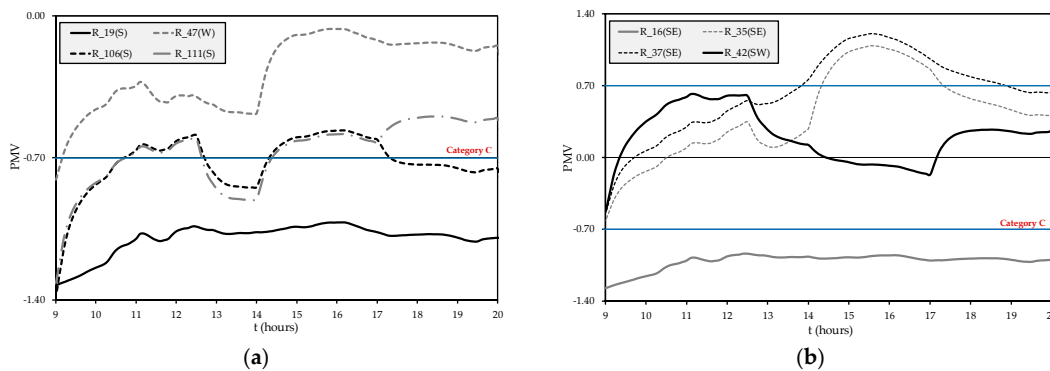 0.00
R_19(S)
R_47(W)
R_106(S)
R_111(S)
PMV
-0.70
Category C
-1.40
9 10 11 12 13 14 15 16 17 18 19 20
t (hours)
(a)
1.40
R_16(SE)
R_35(SE)
R_37(SE)
R_42(SW)
0.70
PMV
0.00
-0.70
Category C
-1.40
9 10 11 12 13 14 15 16 17 18 19
t (hours)
(b)